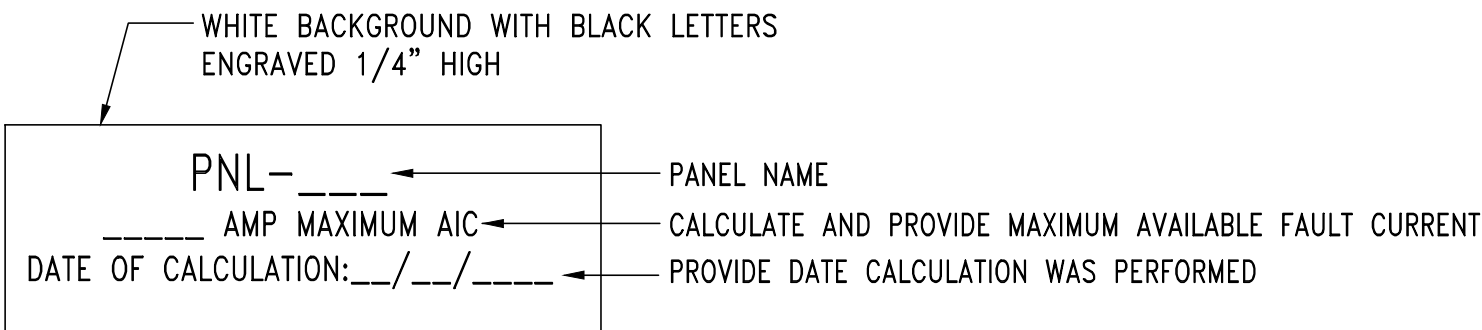 WHITE BACKGROUND WITH BLACK LETTERS
ENGRAVED 1/4” HIGH
PNL-___
PANEL NAME
_____ AMP MAXIMUM AIC
CALCULATE AND PROVIDE MAXIMUM AVAILABLE FAULT CURRENT
DATE OF CALCULATION:__/__/____
PROVIDE DATE CALCULATION WAS PERFORMED